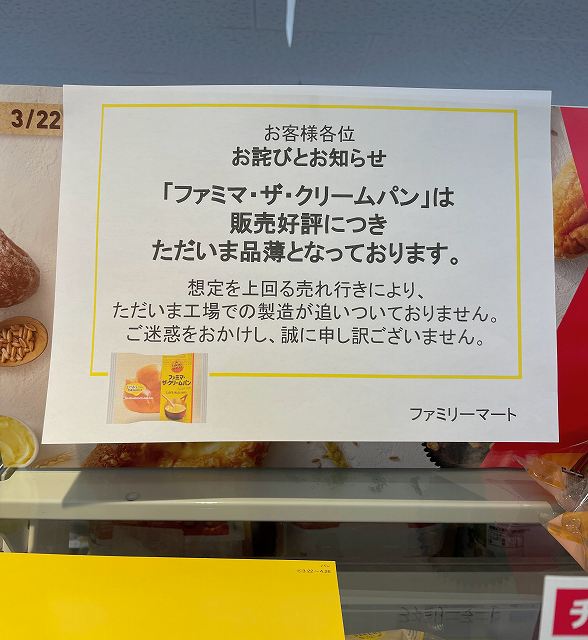 3/22
お客様各位
お詫びとお知らせ
「ファミマ・ザ・クリームパン」は
販売好評につき
ただいま品薄となっております。
想定を上回る売れ行きにより、
ただいま工場での製造が追いついておりません。
ご迷惑をおかけし、誠に申し訳ございません。
ファミマ・
ザ・クリームパン
ファミリーマート
パン